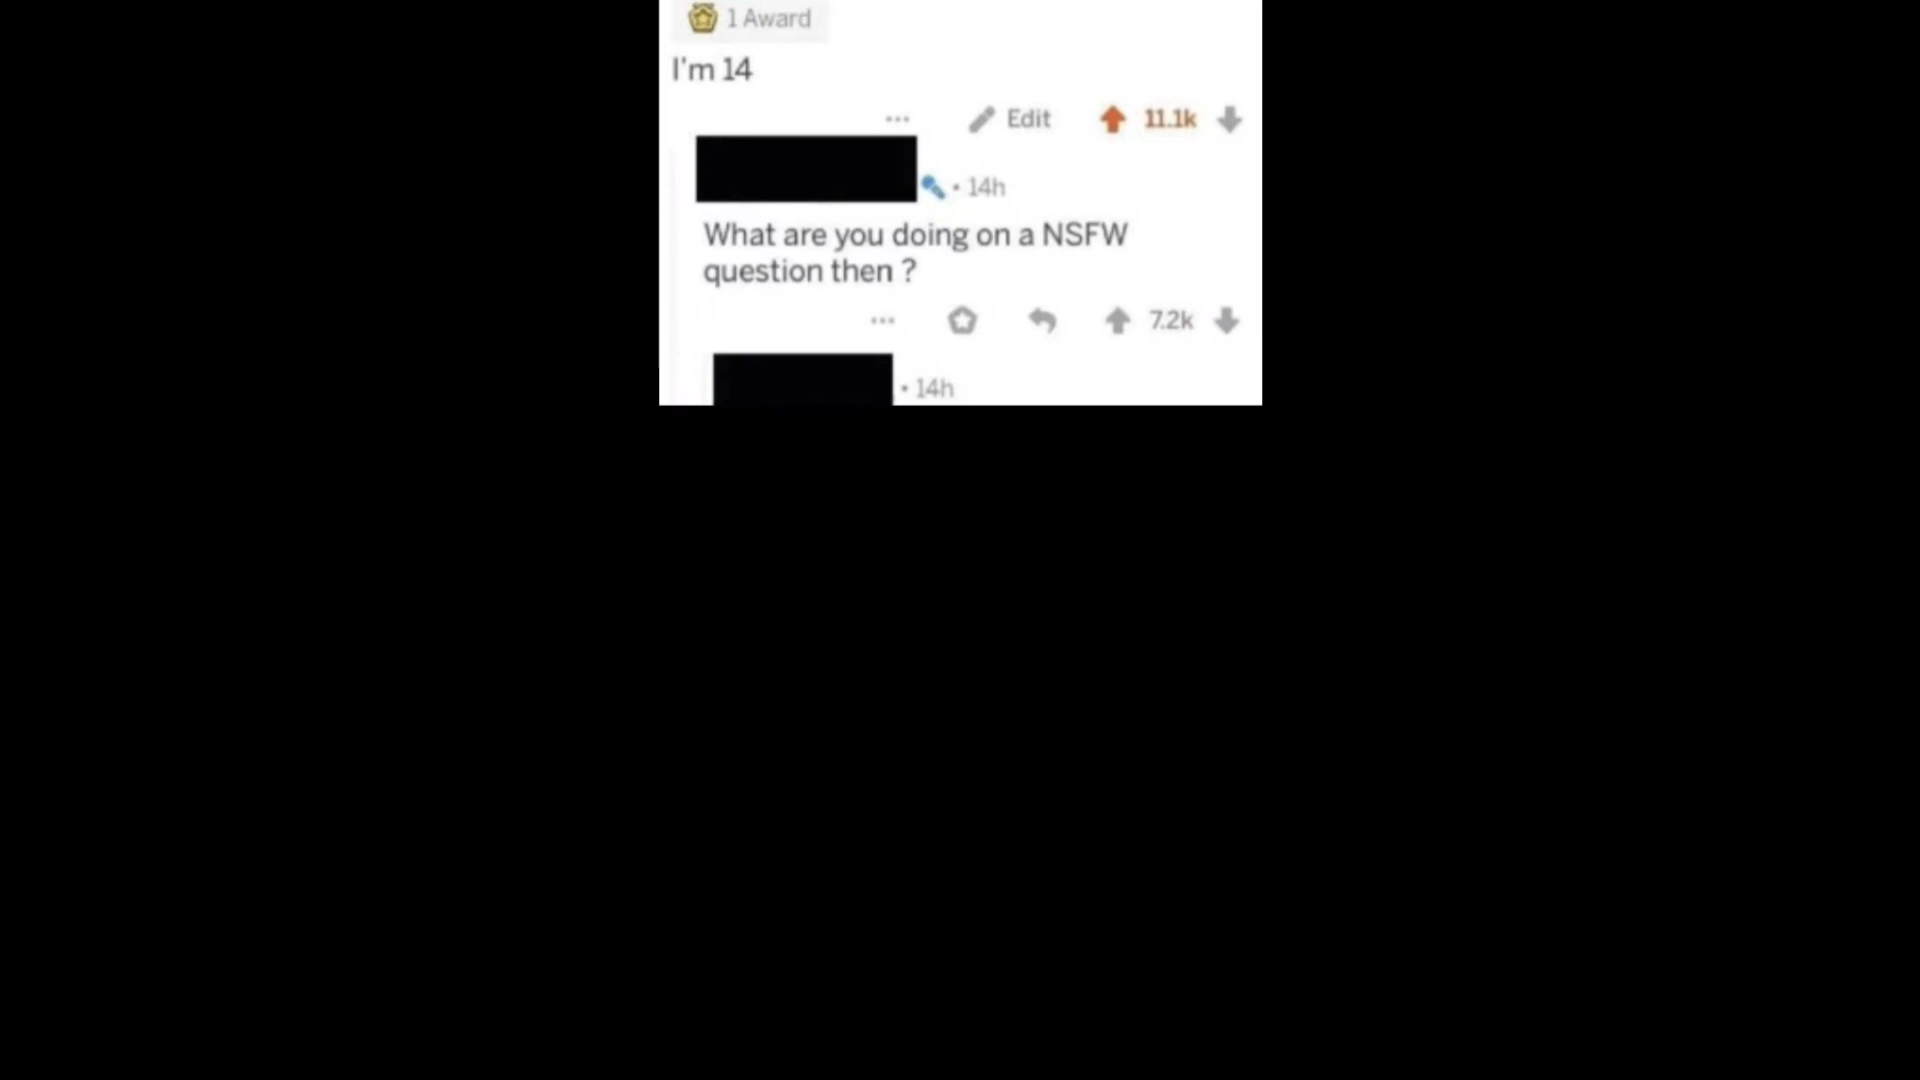 1 Award
I'm 14
... Edit 11.1k
• 14h
What are you doing on a NSFW
question then ?
... 7.2k
• 14h